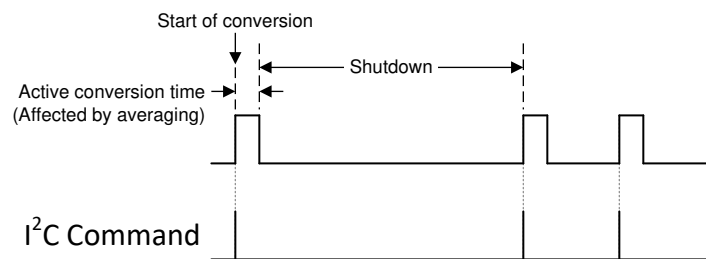 Start of conversion
Shutdown
Active conversion time
(Affected by averaging)
I²C Command